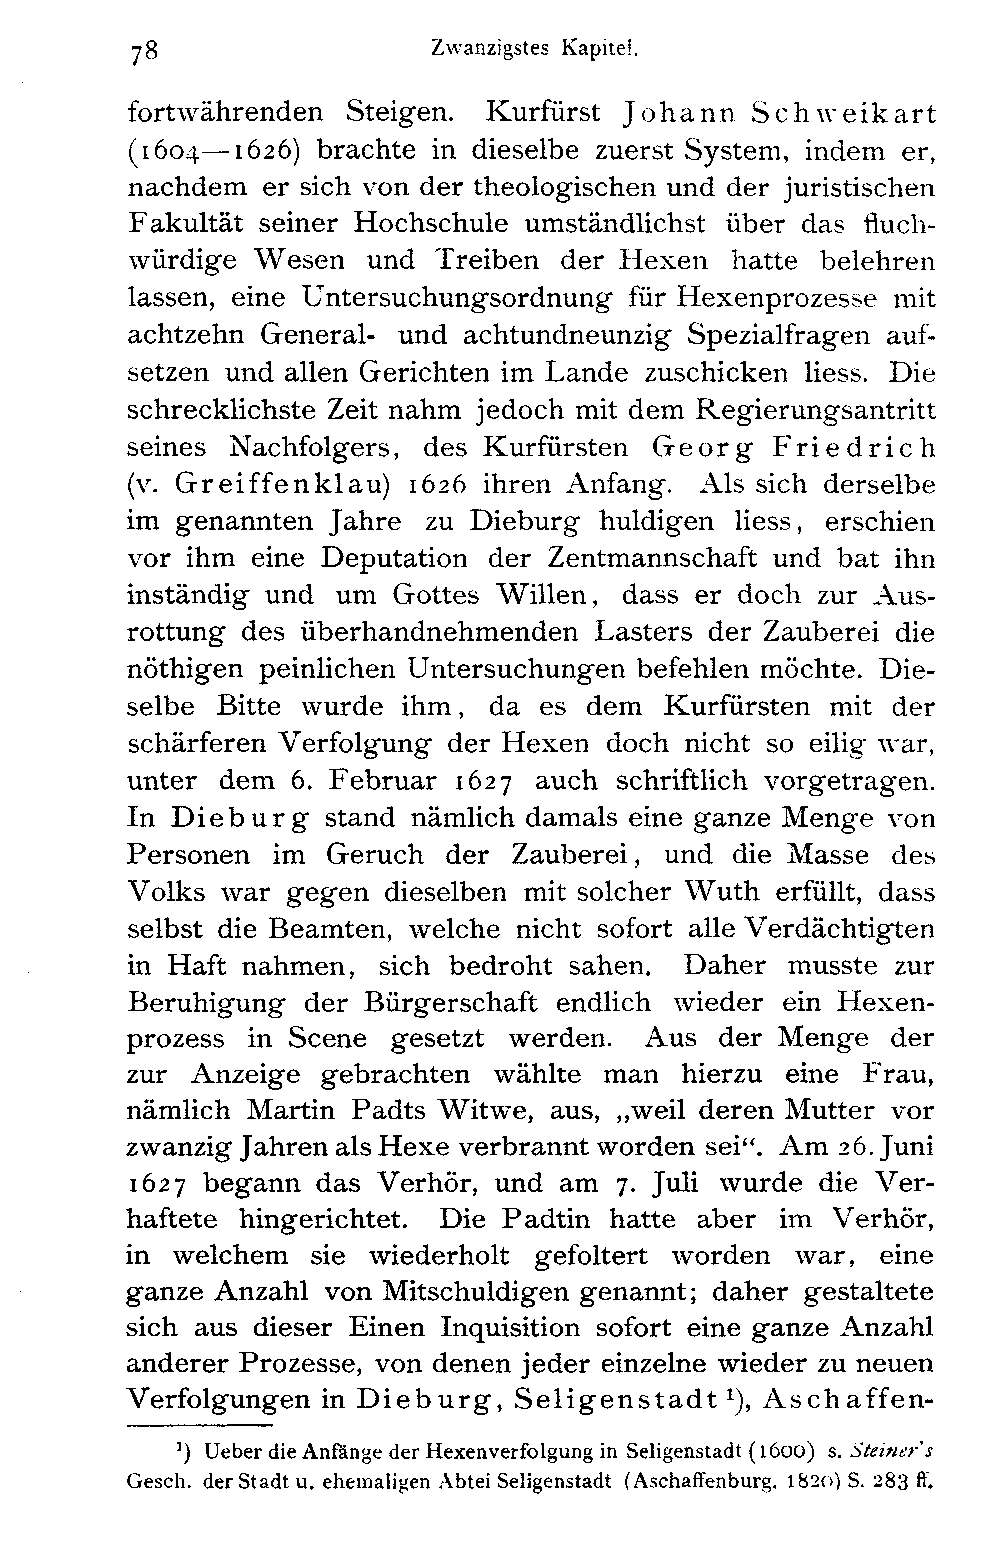 78 Zwanzigstes Kapitel.
fortwährenden Steigen. Kurfürst Johann Schweikart
(1604—1626) brachte in dieselbe zuerst System, indem er,
nachdem er sich von der theologischen und der juristischen
Fakultät seiner Hochschule umständlichst über das fluch-
würdige Wesen und Treiben der Hexen hatte belehren
lassen, eine Untersuchungsordnung für Hexenprozesse mit
achtzehn General- und achtundneunzig Spezialfragen auf-
setzen und allen Gerichten im Lande zuschicken liess. Die
schrecklichste Zeit nahm jedoch mit dem Regierungsantritt
seines Nachfolgers, des Kurfürsten Georg Friedrich
(v. Greiffenklau) 1626 ihren Anfang. Als sich derselbe
im genannten Jahre zu Dieburg huldigen liess, erschien
vor ihm eine Deputation der Zentmannschaft und bat ihn
inständig und um Gottes Willen, dass er doch zur Aus-
rottung des überhandnehmenden Lasters der Zauberei die
nöthigen peinlichen Untersuchungen befehlen möchte. Die-
selbe Bitte wurde ihm, da es dem Kurfürsten mit der
schärferen Verfolgung der Hexen doch nicht so eilig war,
unter dem 6. Februar 1627 auch schriftlich vorgetragen.
In Dieburg stand nämlich damals eine ganze Menge von
Personen im Geruch der Zauberei, und die Masse des
Volks war gegen dieselben mit solcher Wuth erfüllt, dass
selbst die Beamten, welche nicht sofort alle Verdächtigten
in Haft nahmen, sich bedroht sahen. Daher musste zur
Beruhigung der Bürgerschaft endlich wieder ein Hexen-
prozess in Scene gesetzt werden. Aus der Menge der
zur Anzeige gebrachten wählte man hierzu eine Frau,
nämlich Martin Padts Witwe, aus, „weil deren Mutter vor
zwanzig Jahren als Hexe verbrannt worden sei“. Am 26. Juni
1627 begann das Verhör, und am 7. Juli wurde die Ver-
haftete hingerichtet. Die Padtin hatte aber im Verhör,
in welchem sie wiederholt gefoltert worden war, eine
ganze Anzahl von Mitschuldigen genannt; daher gestaltete
sich aus dieser Einen Inquisition sofort eine ganze Anzahl
anderer Prozesse, von denen jeder einzelne wieder zu neuen
Verfolgungen in Dieburg, Seligenstadt ¹), Aschaffen-
¹) Ueber die Anfänge der Hexenverfolgung in Seligenstadt (1600) s. Steiner's
Gesch. der Stadt u. ehemaligen Abtei Seligenstadt (Aschaffenburg. 1820) S. 283 ff.